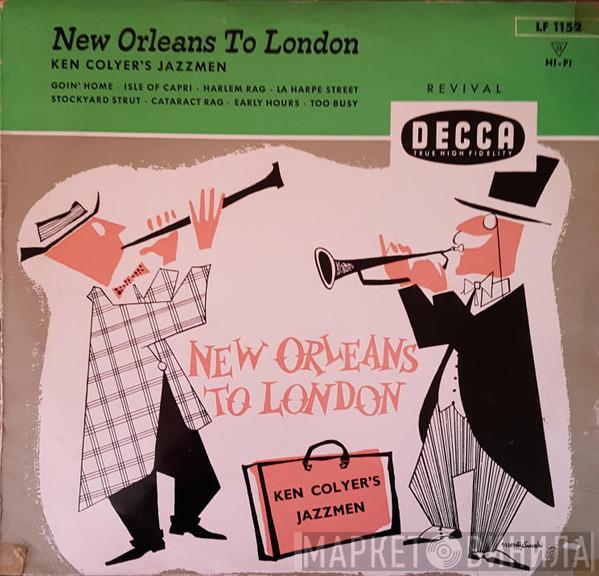 New Orleans To London
LF 1152
KEN COLYER'S JAZZMEN
HI-FI
GOIN' HOME · ISLE OF CAPRI · HARLEM RAG · LA HARPE STREET
STOCKYARD STRUT · CATARACT RAG · EARLY HOURS · TOO BUSY
REVIVAL
DECCA
TRUE HIGH FIDELITY
NEW ORLEANS
TO LONDON
KEN COLYER'S
JAZZMEN
МАРКЕТ ВИНИЛА